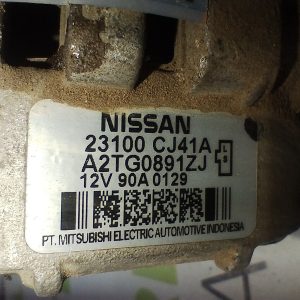 NISSAN
23100 CJ41A
A2TG0891ZJ
12V 90A 0129
PT. MITSUBISHI ELECTRIC AUTOMOTIVE INDONESIA